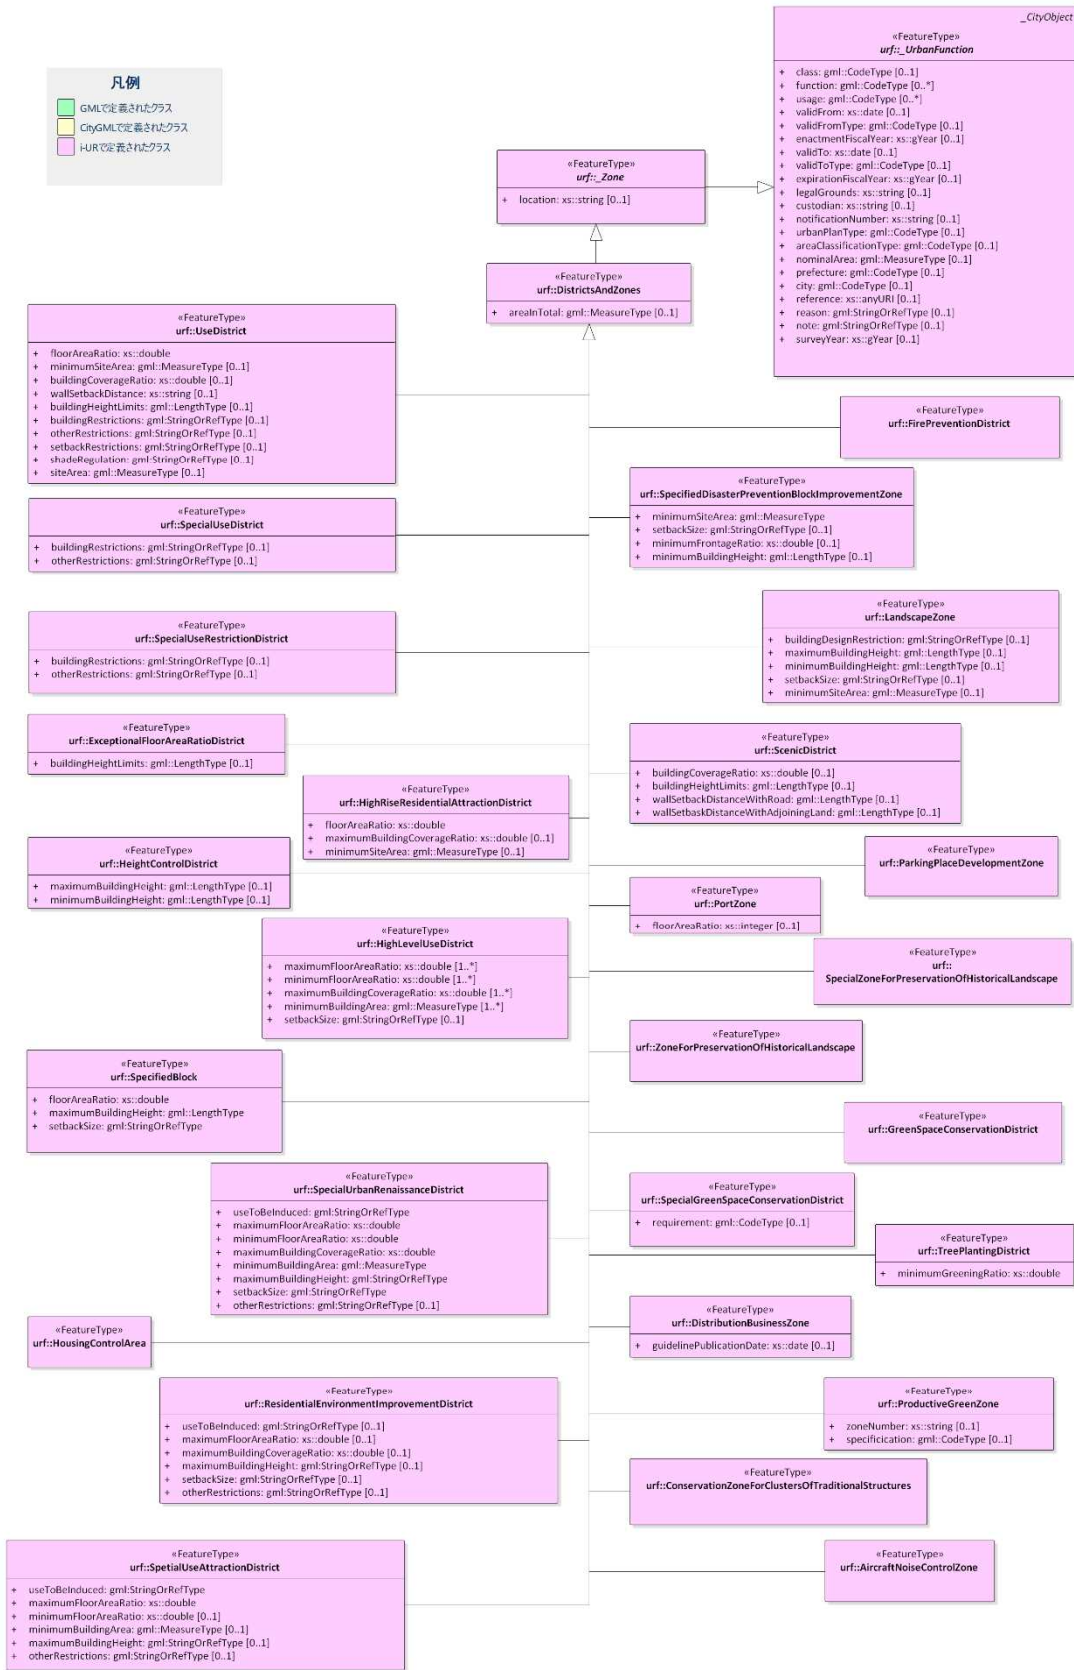 _CityObject
«FeatureType»
urf::_UrbanFunction
+ class: gml::CodeType [0..1]
+ function: gml::CodeType [0..*]
+ usage: gml::CodeType [0..*]
+ validFrom: xs::date [0..1]
+ validFromType: gml::CodeType [0..1]
+ enactmentFiscalYear: xs::gYear [0..1]
+ validTo: xs::date [0..1]
+ validToType: gml::CodeType [0..1]
+ expirationFiscalYear: xs::gYear [0..1]
+ legalGrounds: xs::string [0..1]
+ custodian: xs::string [0..1]
+ notificationNumber: xs::string [0..1]
+ urbanPlanType: gml::CodeType [0..1]
+ areaClassificationType: gml::CodeType [0..1]
+ nominalArea: gml::MeasureType [0..1]
+ prefecture: gml::CodeType [0..1]
+ city: gml::CodeType [0..1]
+ reference: xs::anyURI [0..1]
+ reason: gml:StringOrRefType [0..1]
+ note: gml:StringOrRefType [0..1]
+ surveyYear: xs::gYear [0..1]
凡例
GMLで定義されたクラス
CityGMLで定義されたクラス
i-URで定義されたクラス
«FeatureType»
urf::_Zone
+ location: xs::string [0..1]
«FeatureType»
urf::DistrictsAndZones
+ areaInTotal: gml::MeasureType [0..1]
«FeatureType»
urf::UseDistrict
+ floorAreaRatio: xs::double
+ minimumSiteArea: gml::MeasureType [0..1]
+ buildingCoverageRatio: xs::double [0..1]
+ wallSetbackDistance: xs::string [0..1]
+ buildingHeightLimits: gml::LengthType [0..1]
+ buildingRestrictions: gml:StringOrRefType [0..1]
+ otherRestrictions: gml:StringOrRefType [0..1]
+ setbackRestrictions: gml:StringOrRefType [0..1]
+ shadeRegulation: gml:StringOrRefType [0..1]
+ siteArea: gml::MeasureType [0..1]
«FeatureType»
urf::FirePreventionDistrict
«FeatureType»
urf::SpecifiedDisasterPreventionBlockImprovementZone
+ minimumSiteArea: gml::MeasureType
+ setbackSize: gml:StringOrRefType [0..1]
+ minimumFrontageRatio: xs::double [0..1]
+ minimumBuildingHeight: gml::LengthType [0..1]
«FeatureType»
urf::SpecialUseDistrict
+ buildingRestrictions: gml:StringOrRefType [0..1]
+ otherRestrictions: gml:StringOrRefType [0..1]
«FeatureType»
urf::LandscapeZone
+ buildingDesignRestriction: gml:StringOrRefType [0..1]
+ maximumBuildingHeight: gml::LengthType [0..1]
+ minimumBuildingHeight: gml::LengthType [0..1]
+ setbackSize: gml:StringOrRefType [0..1]
+ minimumSiteArea: gml::MeasureType [0..1]
«FeatureType»
urf::SpecialUseRestrictionDistrict
+ buildingRestrictions: gml:StringOrRefType [0..1]
+ otherRestrictions: gml:StringOrRefType [0..1]
«FeatureType»
urf::ExceptionalFloorAreaRatioDistrict
+ buildingHeightLimits: gml::LengthType [0..1]
«FeatureType»
urf::ScenicDistrict
+ buildingCoverageRatio: xs::double [0..1]
+ buildingHeightLimits: gml::LengthType [0..1]
+ wallSetbackDistanceWithRoad: gml::LengthType [0..1]
+ wallSetbaskDistanceWithAdjoiningLand: gml::LengthType [0..1]
«FeatureType»
urf::HighRiseResidentialAttractionDistrict
+ floorAreaRatio: xs::double
+ maximumBuildingCoverageRatio: xs::double [0..1]
+ minimumSiteArea: gml::MeasureType [0..1]
«FeatureType»
urf::HeightControlDistrict
+ maximumBuildingHeight: gml::LengthType [0..1]
+ minimumBuildingHeight: gml::LengthType [0..1]
«FeatureType»
urf::ParkingPlaceDevelopmentZone
«FeatureType»
urf::PortZone
+ floorAreaRatio: xs::integer [0..1]
«FeatureType»
urf::HighLevelUseDistrict
+ maximumFloorAreaRatio: xs::double [1..*]
+ minimumFloorAreaRatio: xs::double [1..*]
+ maximumBuildingCoverageRatio: xs::double [1..*]
+ minimumBuildingArea: gml::MeasureType [1..*]
+ setbackSize: gml:StringOrRefType [0..1]
«FeatureType»
urf::
SpecialZoneForPreservationOfHistoricalLandscape
«FeatureType»
urf::ZoneForPreservationOfHistoricalLandscape
«FeatureType»
urf::SpecifiedBlock
+ floorAreaRatio: xs::double
+ maximumBuildingHeight: gml::LengthType
+ setbackSize: gml:StringOrRefType
«FeatureType»
urf::GreenSpaceConservationDistrict
«FeatureType»
urf::SpecialUrbanRenaissanceDistrict
+ useToBeInduced: gml:StringOrRefType
+ maximumFloorAreaRatio: xs::double
+ minimumFloorAreaRatio: xs::double
+ maximumBuildingCoverageRatio: xs::double
+ minimumBuildingArea: gml::MeasureType
+ maximumBuildingHeight: gml:StringOrRefType
+ setbackSize: gml:StringOrRefType
+ otherRestrictions: gml:StringOrRefType [0..1]
«FeatureType»
urf::SpecialGreenSpaceConservationDistrict
+ requirement: gml::CodeType [0..1]
«FeatureType»
urf::TreePlantingDistrict
+ minimumGreeningRatio: xs::double
«FeatureType»
urf::HousingControlArea
«FeatureType»
urf::DistributionBusinessZone
+ guidelinePublicationDate: xs::date [0..1]
«FeatureType»
urf::ResidentialEnvironmentImprovementDistrict
+ useToBeInduced: gml:StringOrRefType [0..1]
+ maximumFloorAreaRatio: xs::double [0..1]
+ maximumBuildingCoverageRatio: xs::double [0..1]
+ maximumBuildingHeight: gml:StringOrRefType [0..1]
+ setbackSize: gml:StringOrRefType [0..1]
+ otherRestrictions: gml:StringOrRefType [0..1]
«FeatureType»
urf::ProductiveGreenZone
+ zoneNumber: xs::string [0..1]
+ specificication: gml::CodeType [0..1]
«FeatureType»
urf::ConservationZoneForClustersOfTraditionalStructures
«FeatureType»
urf::SpetialUseAttractionDistrict
+ useToBeInduced: gml:StringOrRefType
+ maximumFloorAreaRatio: xs::double
+ minimumFloorAreaRatio: xs::double [0..1]
+ minimumBuildingArea: gml::MeasureType [0..1]
+ maximumBuildingHeight: gml:StringOrRefType [0..1]
+ otherRestrictions: gml:StringOrRefType [0..1]
«FeatureType»
urf::AircraftNoiseControlZone